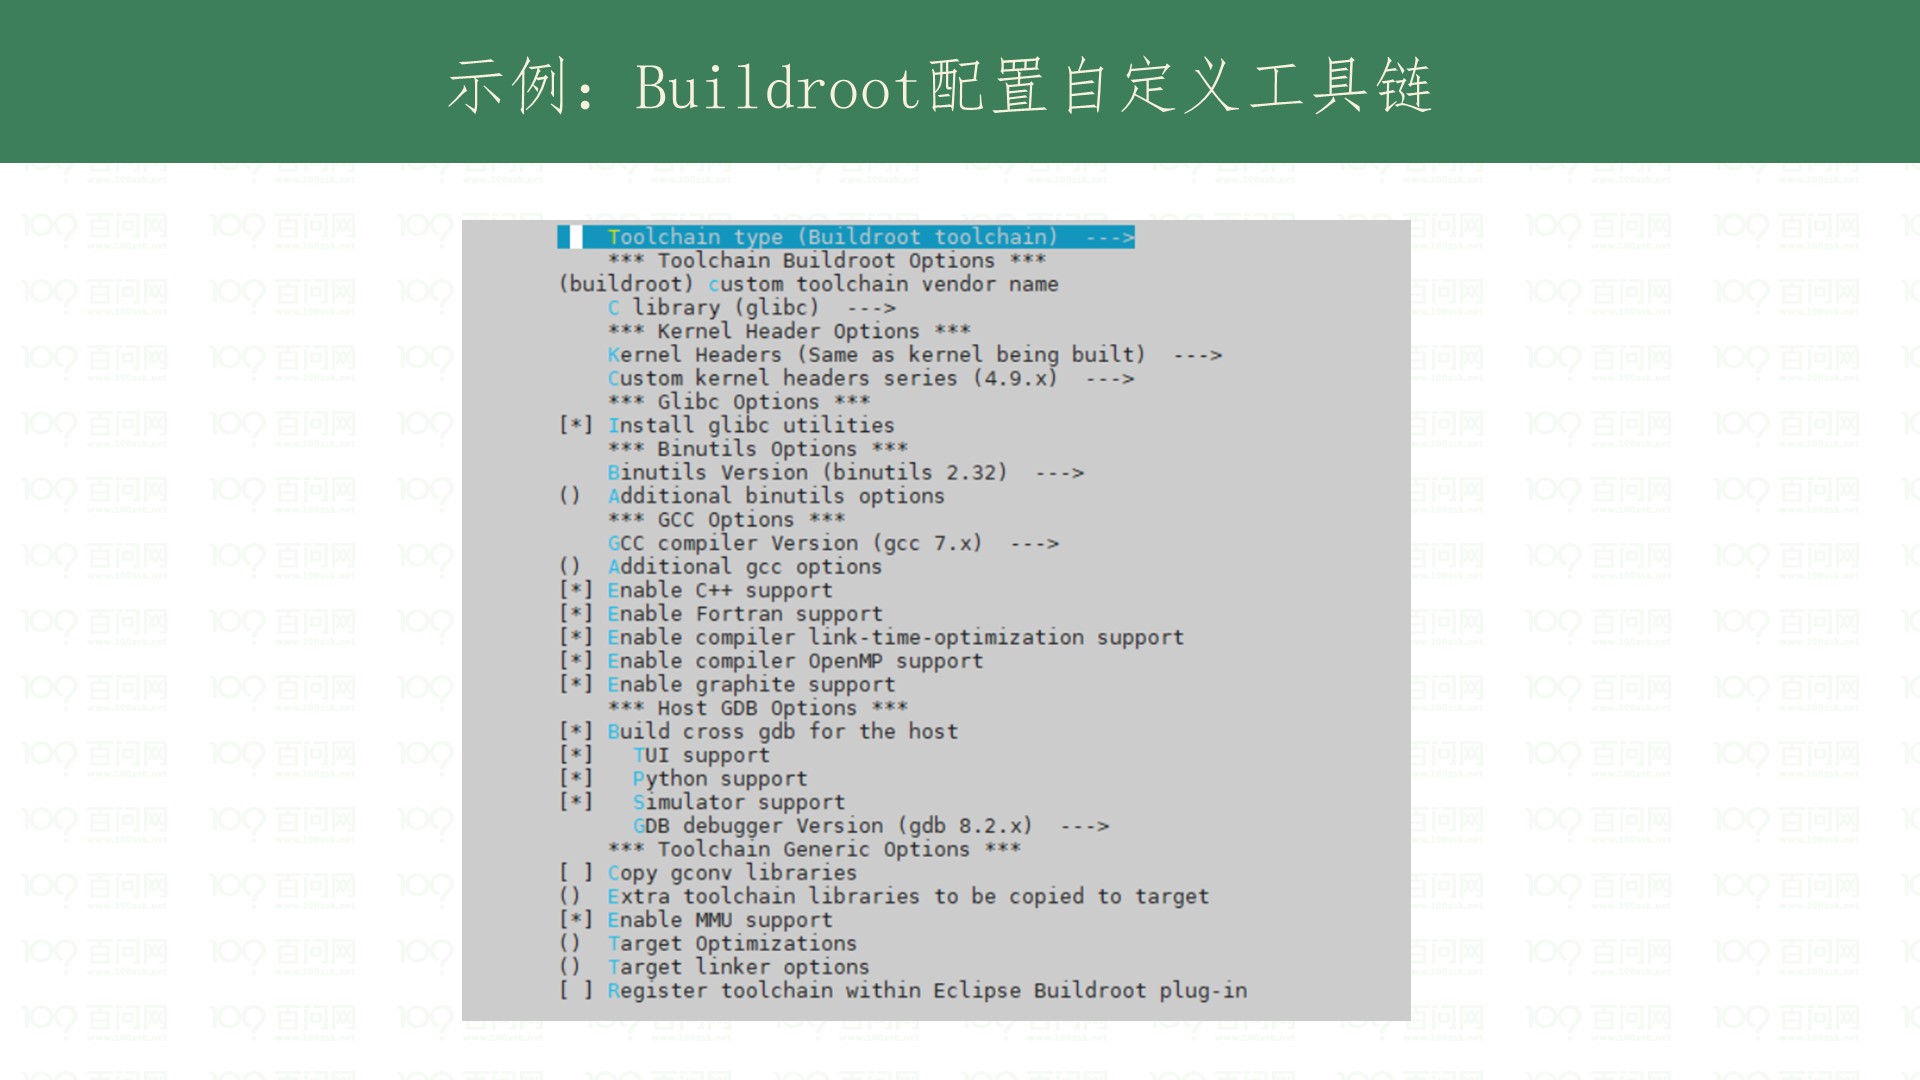 示例：Buildroot配置自定义工具链
Toolchain type (Buildroot toolchain)  --->
*** Toolchain Buildroot Options ***
(buildroot) custom toolchain vendor name
C library (glibc)  --->
*** Kernel Header Options ***
Kernel Headers (Same as kernel being built)  --->
Custom kernel headers series (4.9.x)  --->
*** Glibc Options ***
[*] Install glibc utilities
*** Binutils Options ***
Binutils Version (binutils 2.32)  --->
()  Additional binutils options
*** GCC Options ***
GCC compiler Version (gcc 7.x)  --->
()  Additional gcc options
[*] Enable C++ support
[*] Enable Fortran support
[*] Enable compiler link-time-optimization support
[*] Enable compiler OpenMP support
[*] Enable graphite support
*** Host GDB Options ***
[*] Build cross gdb for the host
[*]   TUI support
[*]   Python support
[*]   Simulator support
GDB debugger Version (gdb 8.2.x)  --->
*** Toolchain Generic Options ***
[ ] Copy gconv libraries
()  Extra toolchain libraries to be copied to target
[*] Enable MMU support
()  Target Optimizations
()  Target linker options
[ ] Register toolchain within Eclipse Buildroot plug-in
百问网
www.100ask.net